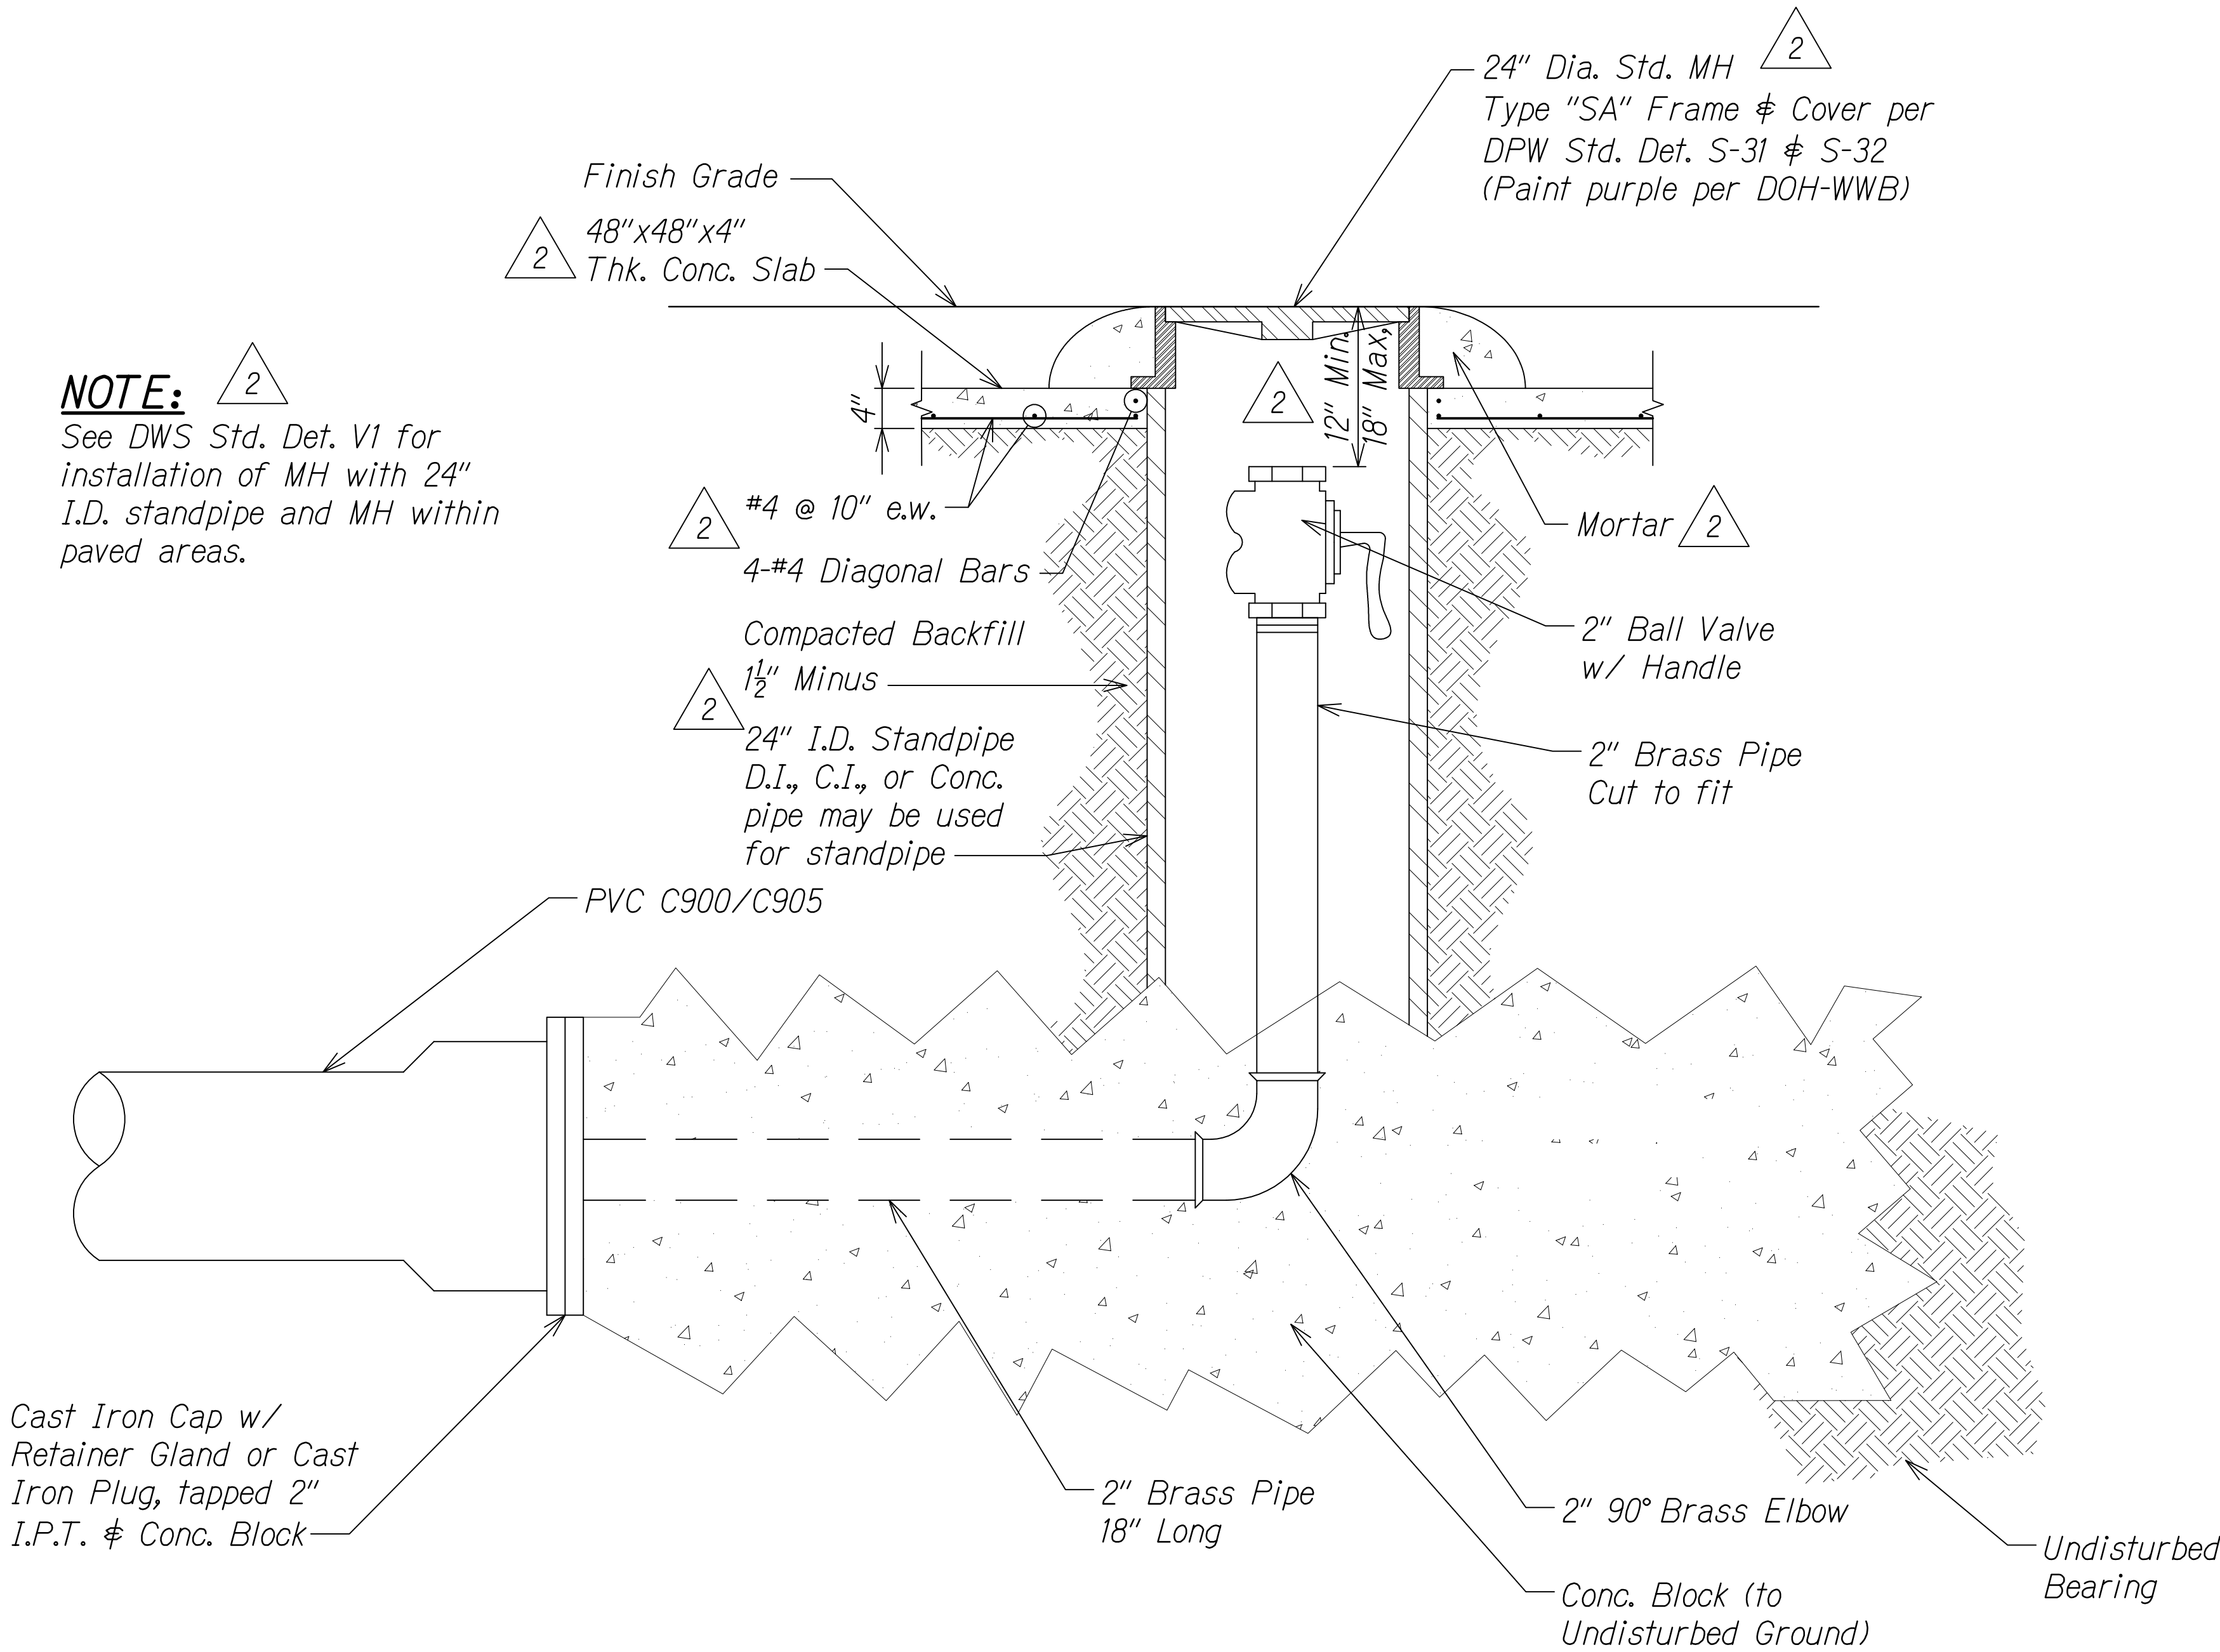 24" Dia. Std. MH
2
Type "SA" Frame & Cover per
DPW Std. Det. S-31 & S-32
(Paint purple per DOH-WWB)
Finish Grade
2
48"x48"x4"
Thk. Conc. Slab
NOTE:
2
See DWS Std. Det. V1 for
installation of MH with 24"
I.D. standpipe and MH within
paved areas.
4"
2
12" Min.
18" Max,
2
#4 @ 10" e.w.
4-#4 Diagonal Bars
Mortar
2
Compacted Backfill
1½" Minus
2
2" Ball Valve
w/ Handle
24" I.D. Standpipe
D.I., C.I., or Conc.
pipe may be used
for standpipe
2" Brass Pipe
Cut to fit
PVC C900/C905
Cast Iron Cap w/
Retainer Gland or Cast
Iron Plug, tapped 2"
I.P.T. & Conc. Block
2" Brass Pipe
18" Long
2" 90° Brass Elbow
Conc. Block (to
Undisturbed Ground)
Undisturbed
Bearing